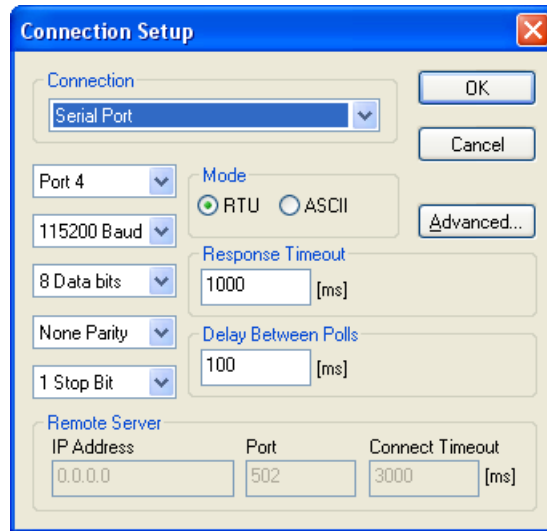 Connection Setup
Connection
Serial Port
OK
Cancel
Port 4
Mode
RTU ASCII
115200 Baud
Advanced...
Response Timeout
8 Data bits
1000 [ms]
None Parity
Delay Between Polls
100 [ms]
1 Stop Bit
Remote Server
IP Address Port Connect Timeout
0.0.0.0 502 3000 [ms]